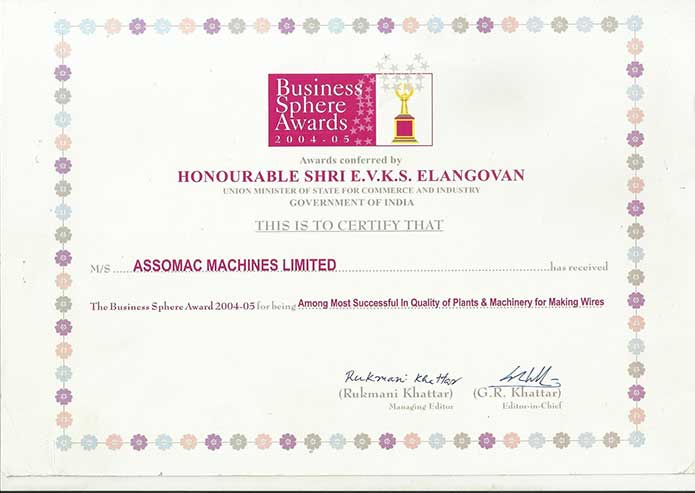 Business
Sphere
Awards
2004-05
Awards conferred by
HONOURABLE SHRI E.V.K.S. ELANGOVAN
UNION MINISTER OF STATE FOR COMMERCE AND INDUSTRY
GOVERNMENT OF INDIA
THIS IS TO CERTIFY THAT
M/S ..... ASSOMAC MACHINES LIMITED ..... has received
The Business Sphere Award 2004-05 for being Among Most Successful In Quality of Plants & Machinery for Making Wires
Rukmani Khattar
(Rukmani Khattar) (G.R. Khattar)
Managing Editor Editor-in-Chief